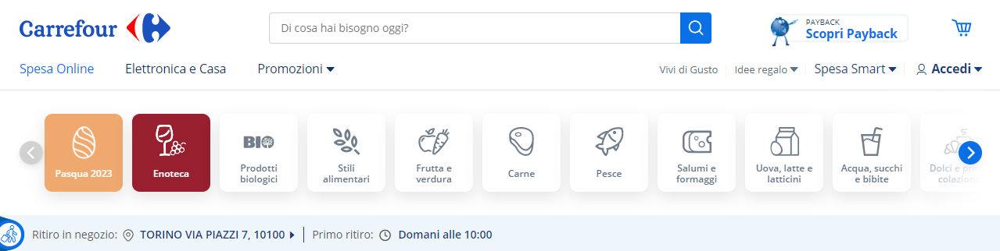 Carrefour
Di cosa hai bisogno oggi?
PAYBACK
Scopri Payback
Spesa Online Elettronica e Casa Promozioni Vivi di Gusto Idee regalo Spesa Smart Accedi
Pasqua 2023
Enoteca
BIO
Prodotti
biologici
Stili
alimentari
Frutta e
verdura
Carne
Pesce
Salumi e
formaggi
Uova, latte e
latticini
Acqua, succhi
e bibite
Dolci e
Ritiro in negozio: TORINO VIA PIAZZI 7, 10100 Primo ritiro: Domani alle 10:00